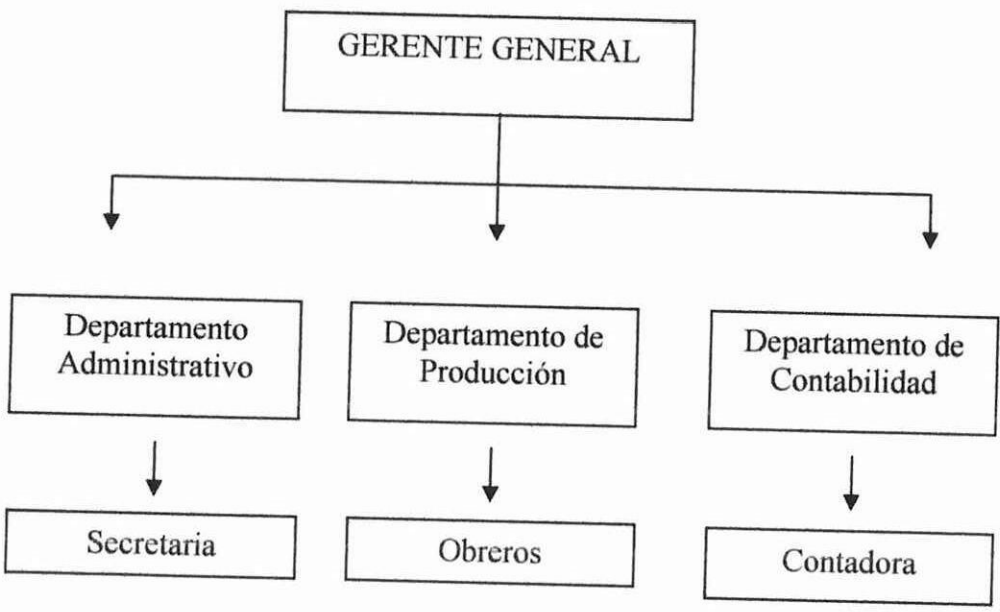 GERENTE GENERAL
Departamento
Administrativo
Departamento de
Producción
Departamento de
Contabilidad
Secretaria
Obreros
Contadora